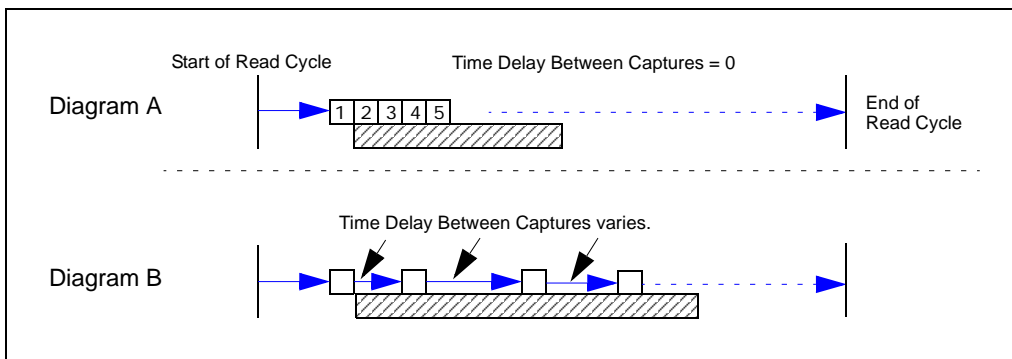 Start of Read Cycle
Time Delay Between Captures = 0
Diagram A
1 2 3 4 5
End of
Read Cycle
Time Delay Between Captures varies.
Diagram B